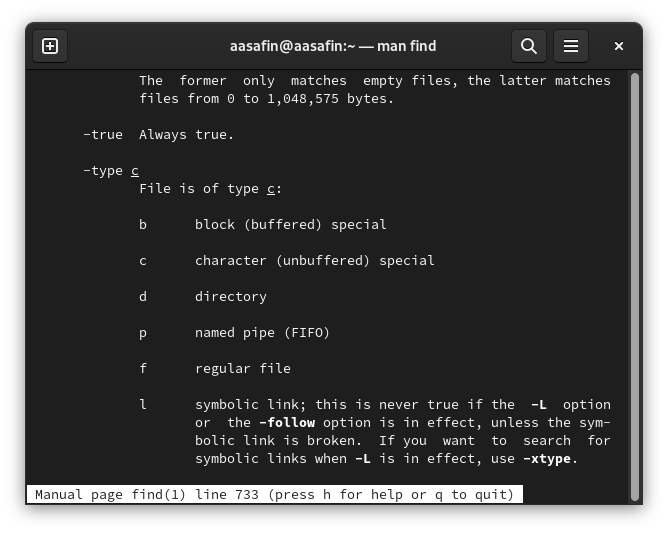 aasafin@aasafin:~ — man find
The former only matches empty files, the latter matches
files from 0 to 1,048,575 bytes.
-true Always true.
-type c
File is of type c:
b block (buffered) special
c character (unbuffered) special
d directory
p named pipe (FIFO)
f regular file
l symbolic link; this is never true if the -L option
or the -follow option is in effect, unless the sym-
bolic link is broken. If you want to search for
symbolic links when -L is in effect, use -xtype.
Manual page find(1) line 733 (press h for help or q to quit)